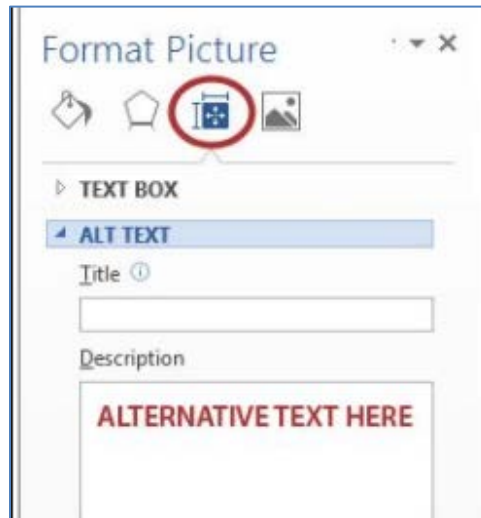 Format Picture
TEXT BOX
ALT TEXT
Title
Description
ALTERNATIVE TEXT HERE